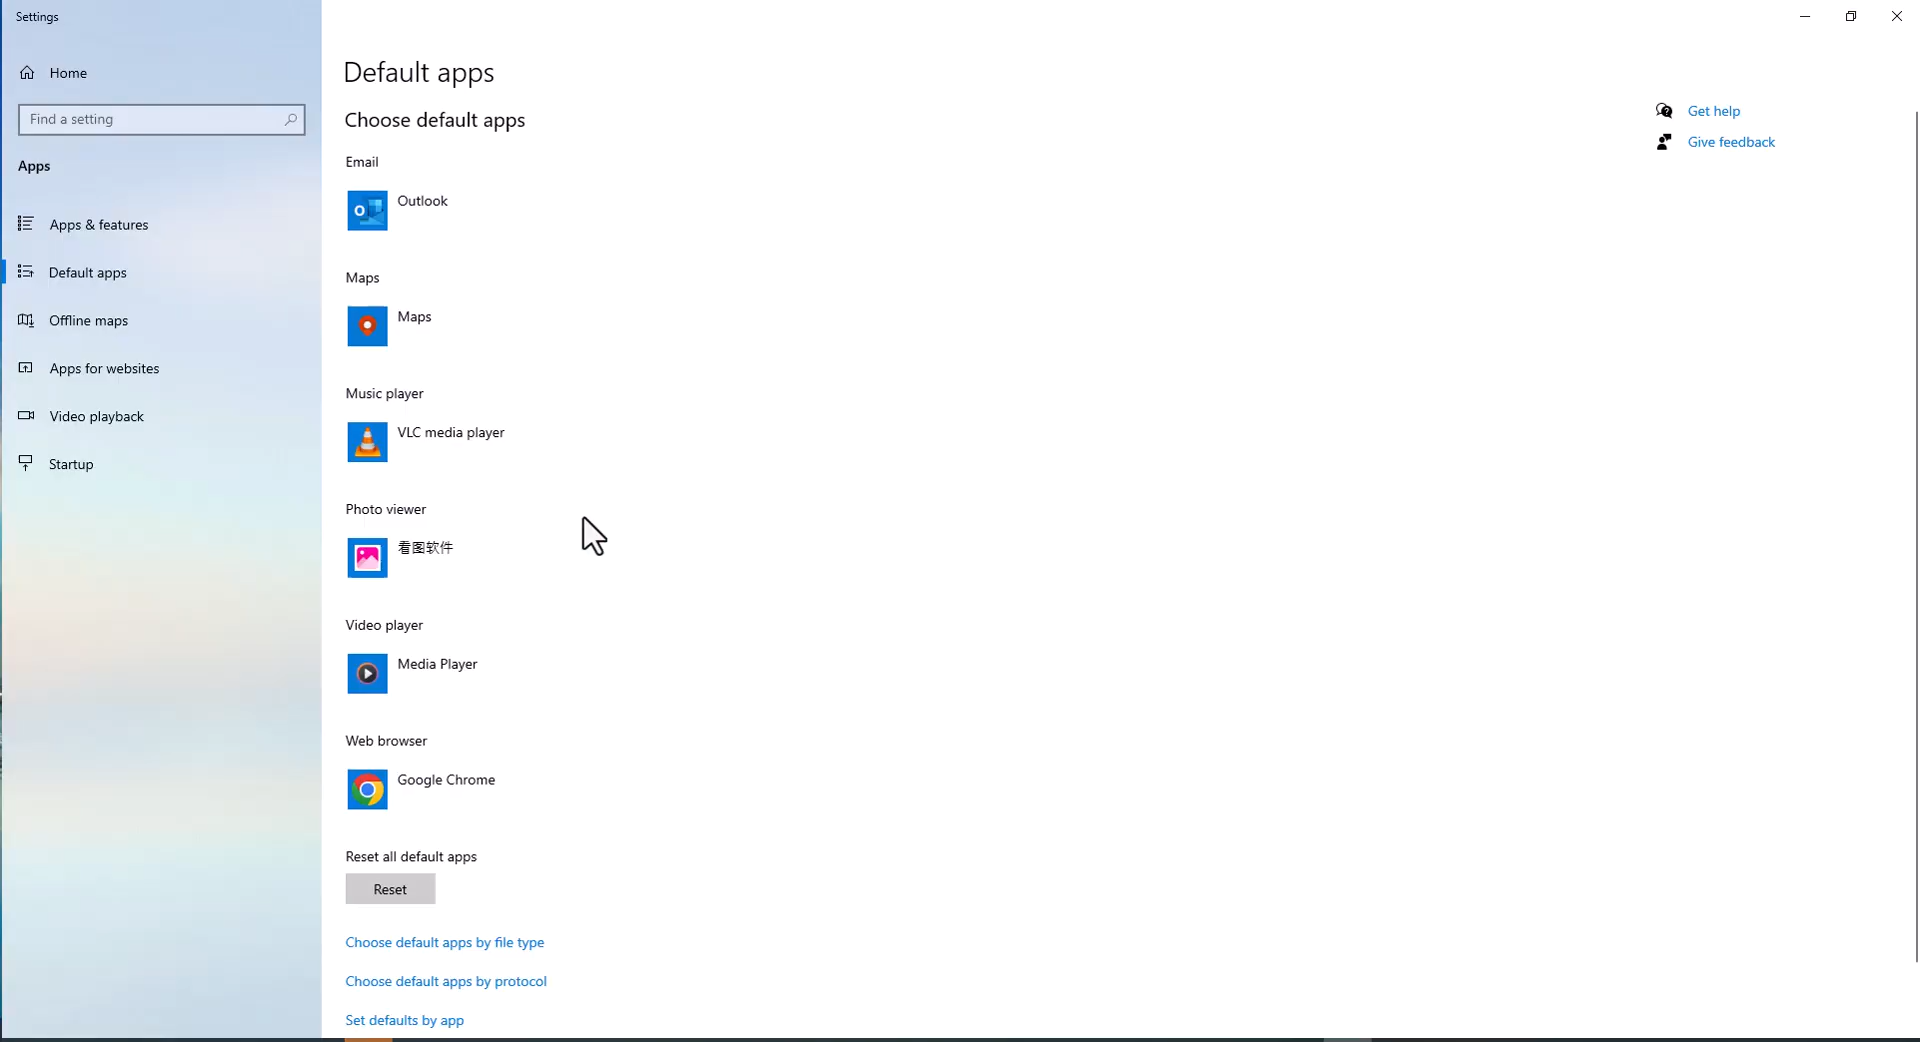 Settings
Home
Find a setting
Apps
Apps & features
Default apps
Offline maps
Apps for websites
Video playback
Startup
Default apps
Choose default apps
Email
Outlook
Maps
Maps
Music player
VLC media player
Photo viewer
看图软件
Video player
Media Player
Web browser
Google Chrome
Reset all default apps
Reset
Choose default apps by file type
Choose default apps by protocol
Set defaults by app
Get help
Give feedback